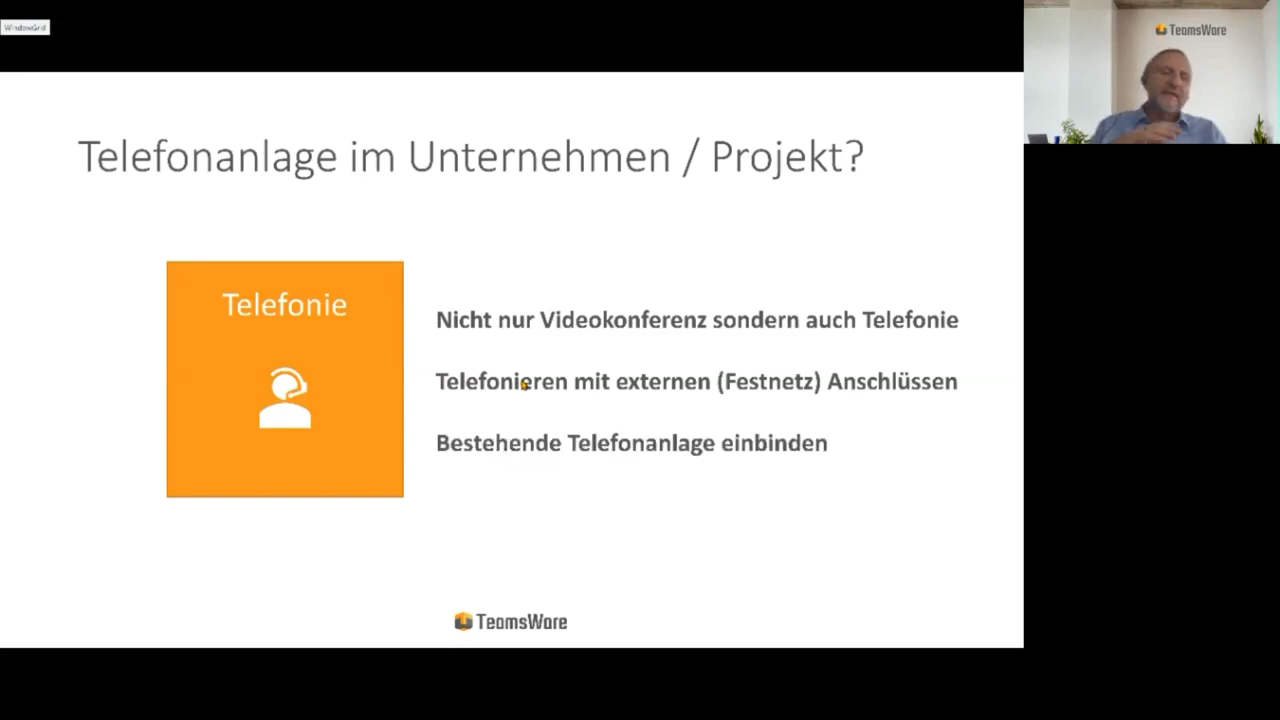 WindowGrid
TeamsWare
Telefonanlage im Unternehmen / Projekt?
Telefonie
Nicht nur Videokonferenz sondern auch Telefonie
Telefonieren mit externen (Festnetz) Anschlüssen
Bestehende Telefonanlage einbinden
TeamsWare